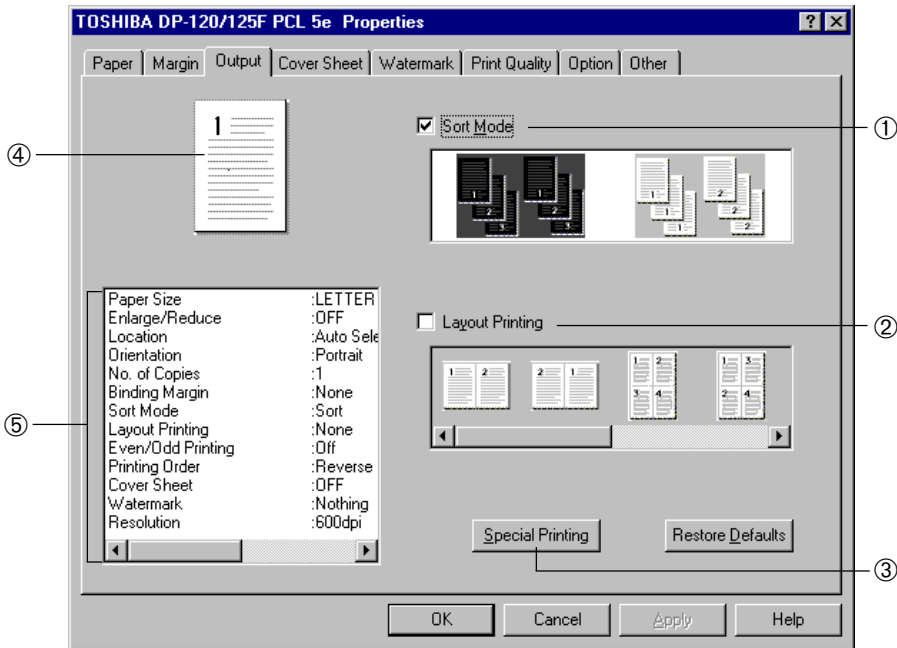 TOSHIBA DP-120/125F PCL 5e Properties
Paper
Margin
Output
Cover Sheet
Watermark
Print Quality
Option
Other
1
④
Sort Mode
①
1 2 3 1 2 3
1 1 1 2 2 2
Paper Size :LETTER
Enlarge/Reduce :OFF
Location :Auto Sele
Orientation :Portrait
No. of Copies :1
Binding Margin :None
Sort Mode :Sort
Layout Printing :None
Even/Odd Printing :Off
Printing Order :Reverse
Cover Sheet :OFF
Watermark :Nothing
Resolution :600dpi
⑤
Layout Printing
②
1 2
2 1
1 2
3 4
1 3
2 4
Special Printing
Restore Defaults
③
OK
Cancel
Apply
Help